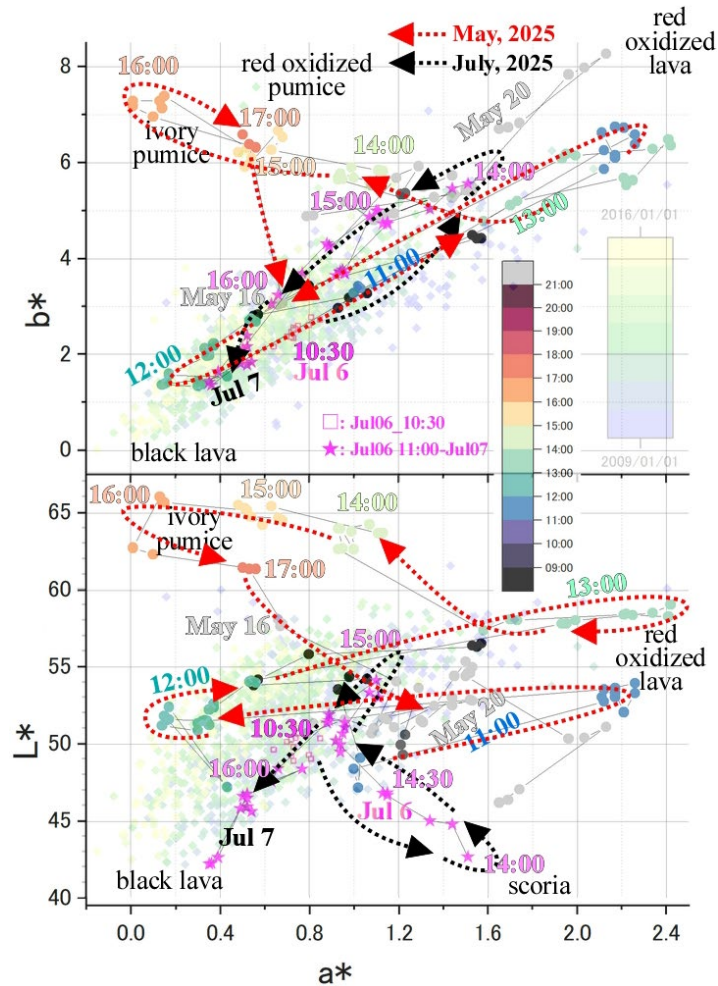 May, 2025
July, 2025
red
oxidized
lava
red oxidized
pumice
16:00
17:00
ivory
pumice
15:00
14:00
May 20
14:00
15:00
13:00
16:00
May 16
11:00
12:00
10:30
Jul 6
Jul 7
black lava
□: Jul06_10:30
★: Jul06 11:00-Jul07
2016/01/01
2009/01/01
21:00
20:00
19:00
18:00
17:00
16:00
15:00
14:00
13:00
12:00
11:00
10:00
09:00
8
6
4
2
0
b*
16:00
15:00
14:00
ivory
pumice
17:00
13:00
May 16
15:00
red
oxidized
lava
12:00
May 20
11:00
10:30
16:00
14:30
Jul 6
Jul 7
14:00
black lava
scoria
65
60
55
50
45
40
L*
0.0
0.4
0.8
1.2
1.6
2.0
2.4
a*